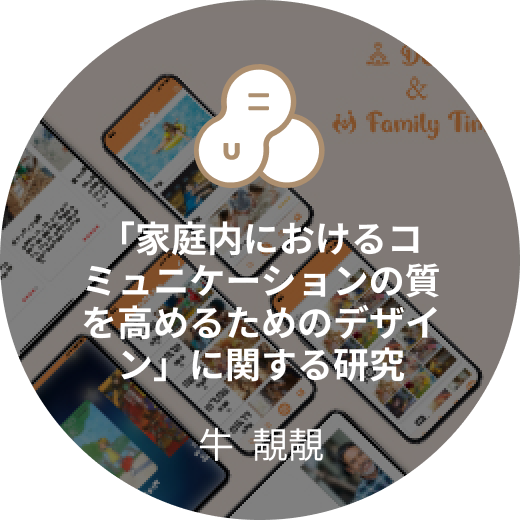 &
Family Tim
「家庭内におけるコ
ミュニケーションの質
を高めるためのデザイ
ン」に関する研究
牛 靚靚